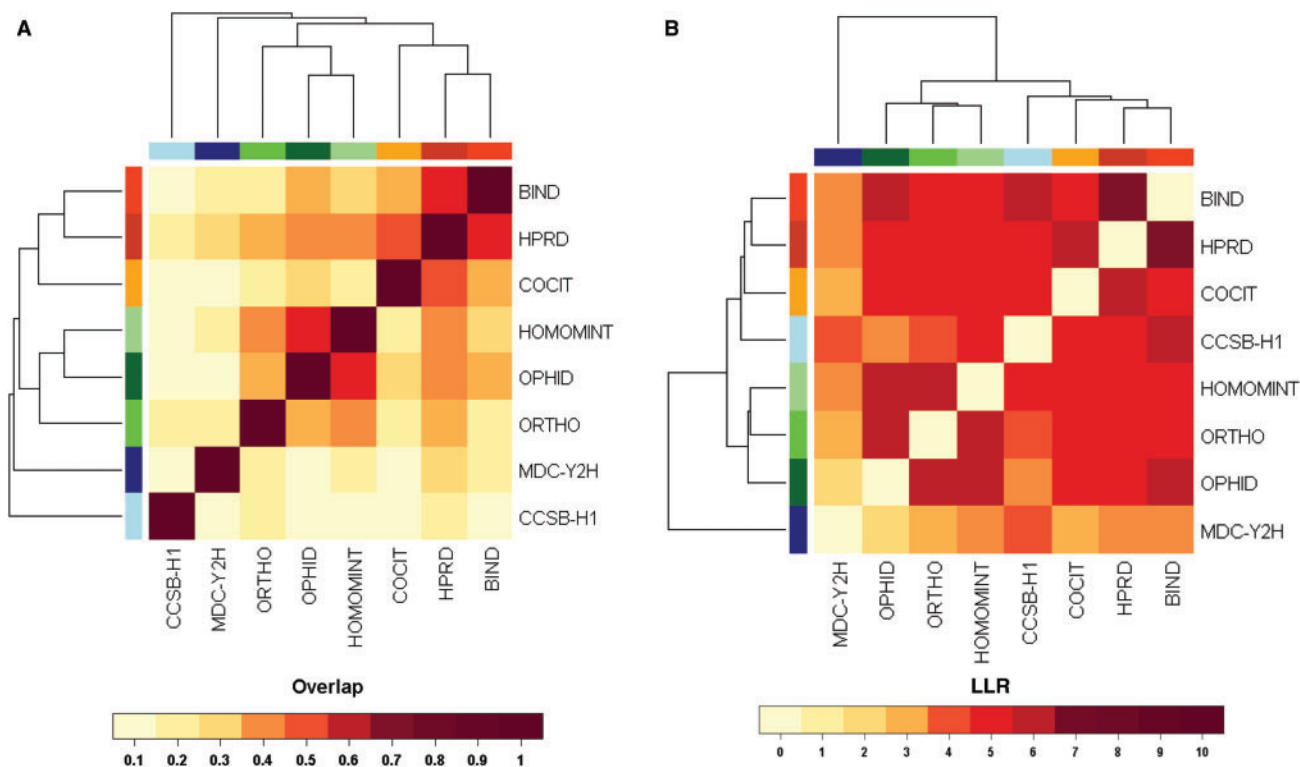 A
BIND
HPRD
COCIT
HOMOMINT
OPHID
ORTHO
MDC-Y2H
CCSB-H1
CCSB-H1
MDC-Y2H
ORTHO
OPHID
HOMOMINT
COCIT
HPRD
BIND
Overlap
0.1 0.2 0.3 0.4 0.5 0.6 0.7 0.8 0.9 1
B
BIND
HPRD
COCIT
CCSB-H1
HOMOMINT
ORTHO
OPHID
MDC-Y2H
MDC-Y2H
OPHID
ORTHO
HOMOMINT
CCSB-H1
COCIT
HPRD
BIND
LLR
0 1 2 3 4 5 6 7 8 9 10